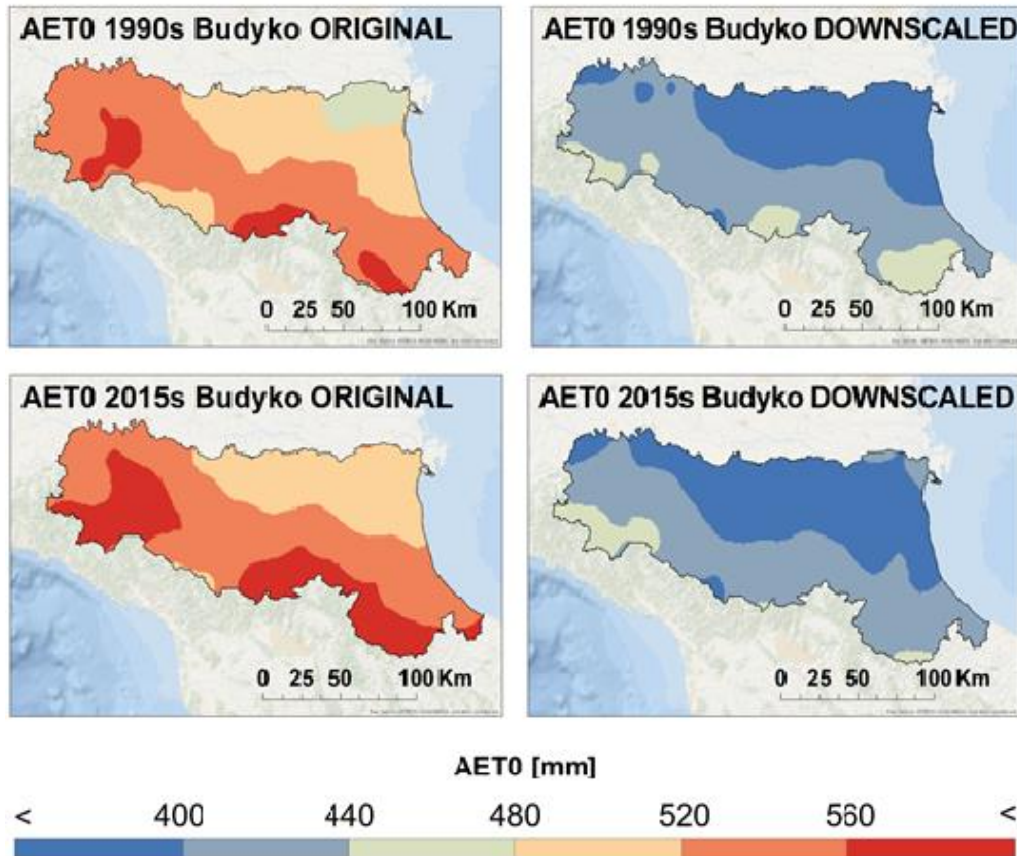 AET0 1990s Budyko ORIGINAL
0 25 50 100 Km
AET0 1990s Budyko DOWNSCALED
0 25 50 100 Km
AET0 2015s Budyko ORIGINAL
0 25 50 100 Km
AET0 2015s Budyko DOWNSCALED
0 25 50 100 Km
AET0 [mm]
< 400 440 480 520 560 <